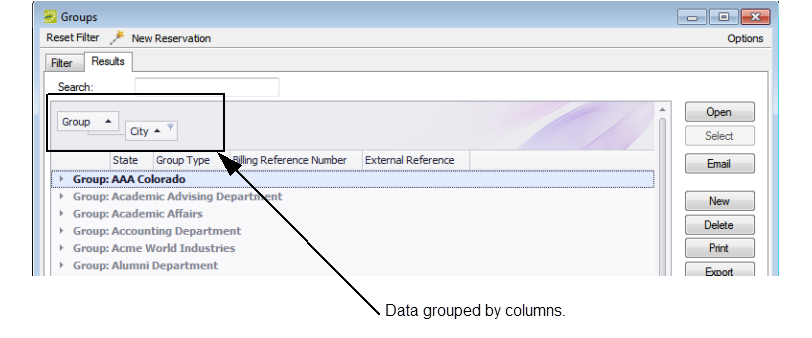 Groups
Reset Filter New Reservation Options
Filter Results
Search:
Group
City
Open
Select
Email
New
Delete
Print
Export
State Group Type Billing Reference Number External Reference
Group: AAA Colorado
Group: Academic Advising Department
Group: Academic Affairs
Group: Accounting Department
Group: Acme World Industries
Group: Alumni Department
Data grouped by columns.